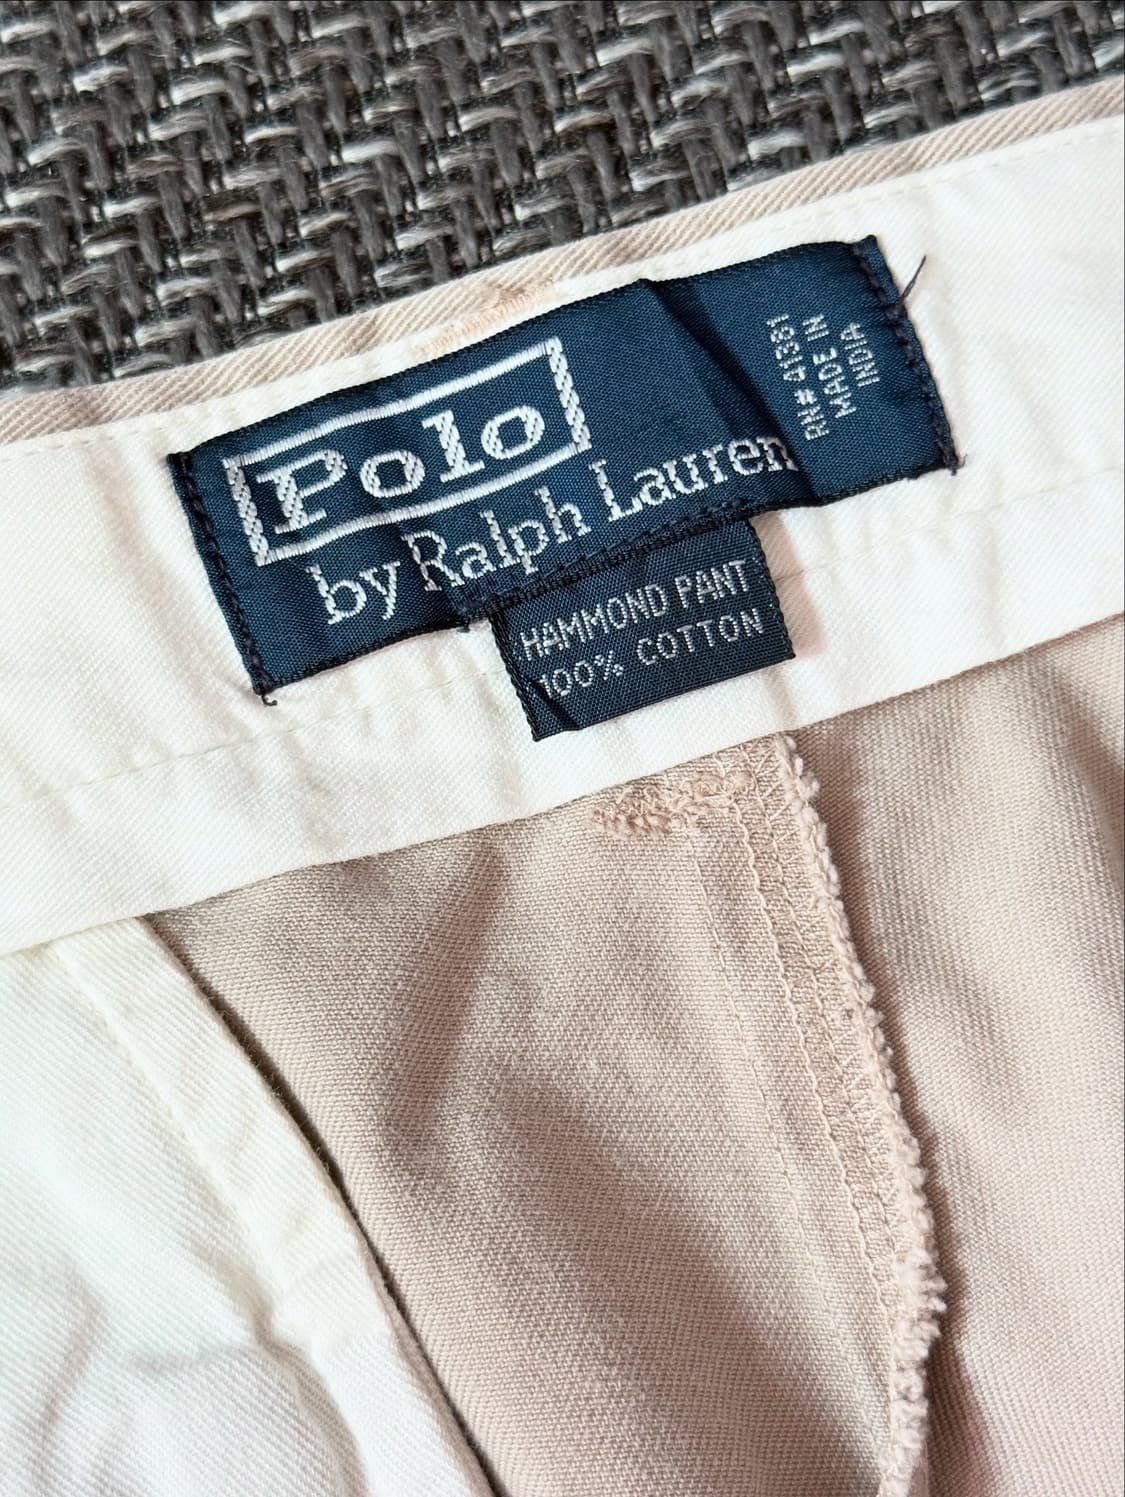 Polo
by Ralph Lauren
RN# 41381
MADE IN
INDIA
HAMMOND PANT
100% COTTON